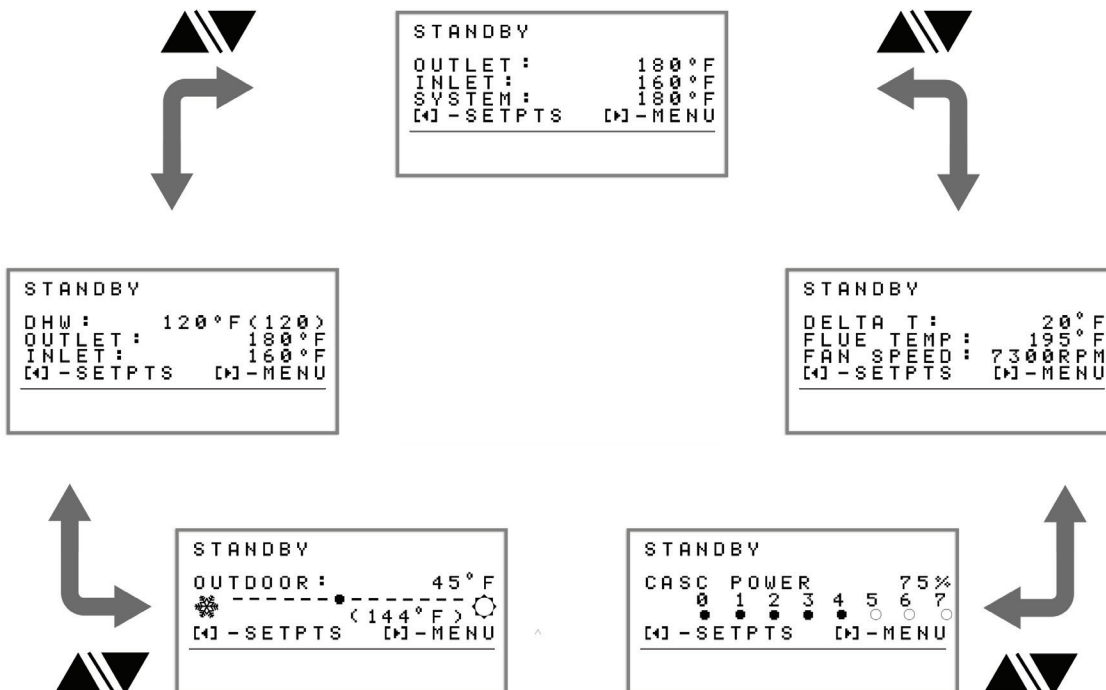 STANDBY
OUTLET: 180°F
INLET: 160°F
SYSTEM: 180°F
[◂]-SETPTS [▸]-MENU
STANDBY
DHW: 120°F(120)
OUTLET: 180°F
INLET: 160°F
[◂]-SETPTS [▸]-MENU
STANDBY
DELTA T: 20°F
FLUE TEMP: 195°F
FAN SPEED: 7300RPM
[◂]-SETPTS [▸]-MENU
STANDBY
OUTDOOR: 45°F
(144°F)
[◂]-SETPTS [▸]-MENU
STANDBY
CASC POWER 75%
0 1 2 3 4 5 6 7
[◂]-SETPTS [▸]-MENU